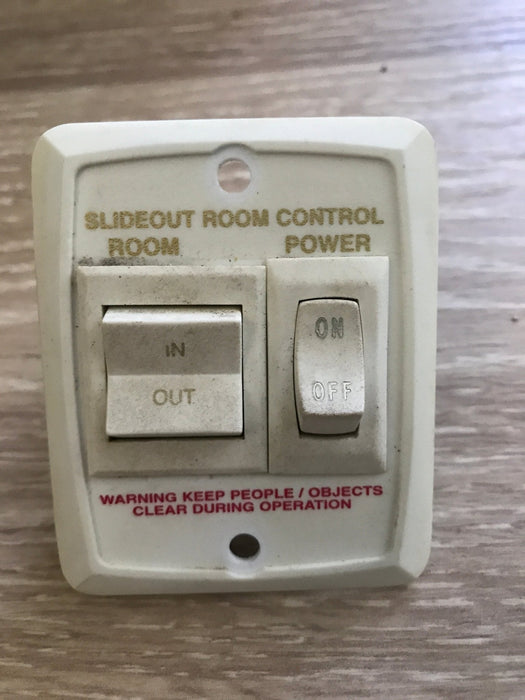 SLIDEOUT ROOM CONTROL
ROOM POWER
IN
OUT
ON
OFF
WARNING KEEP PEOPLE / OBJECTS
CLEAR DURING OPERATION